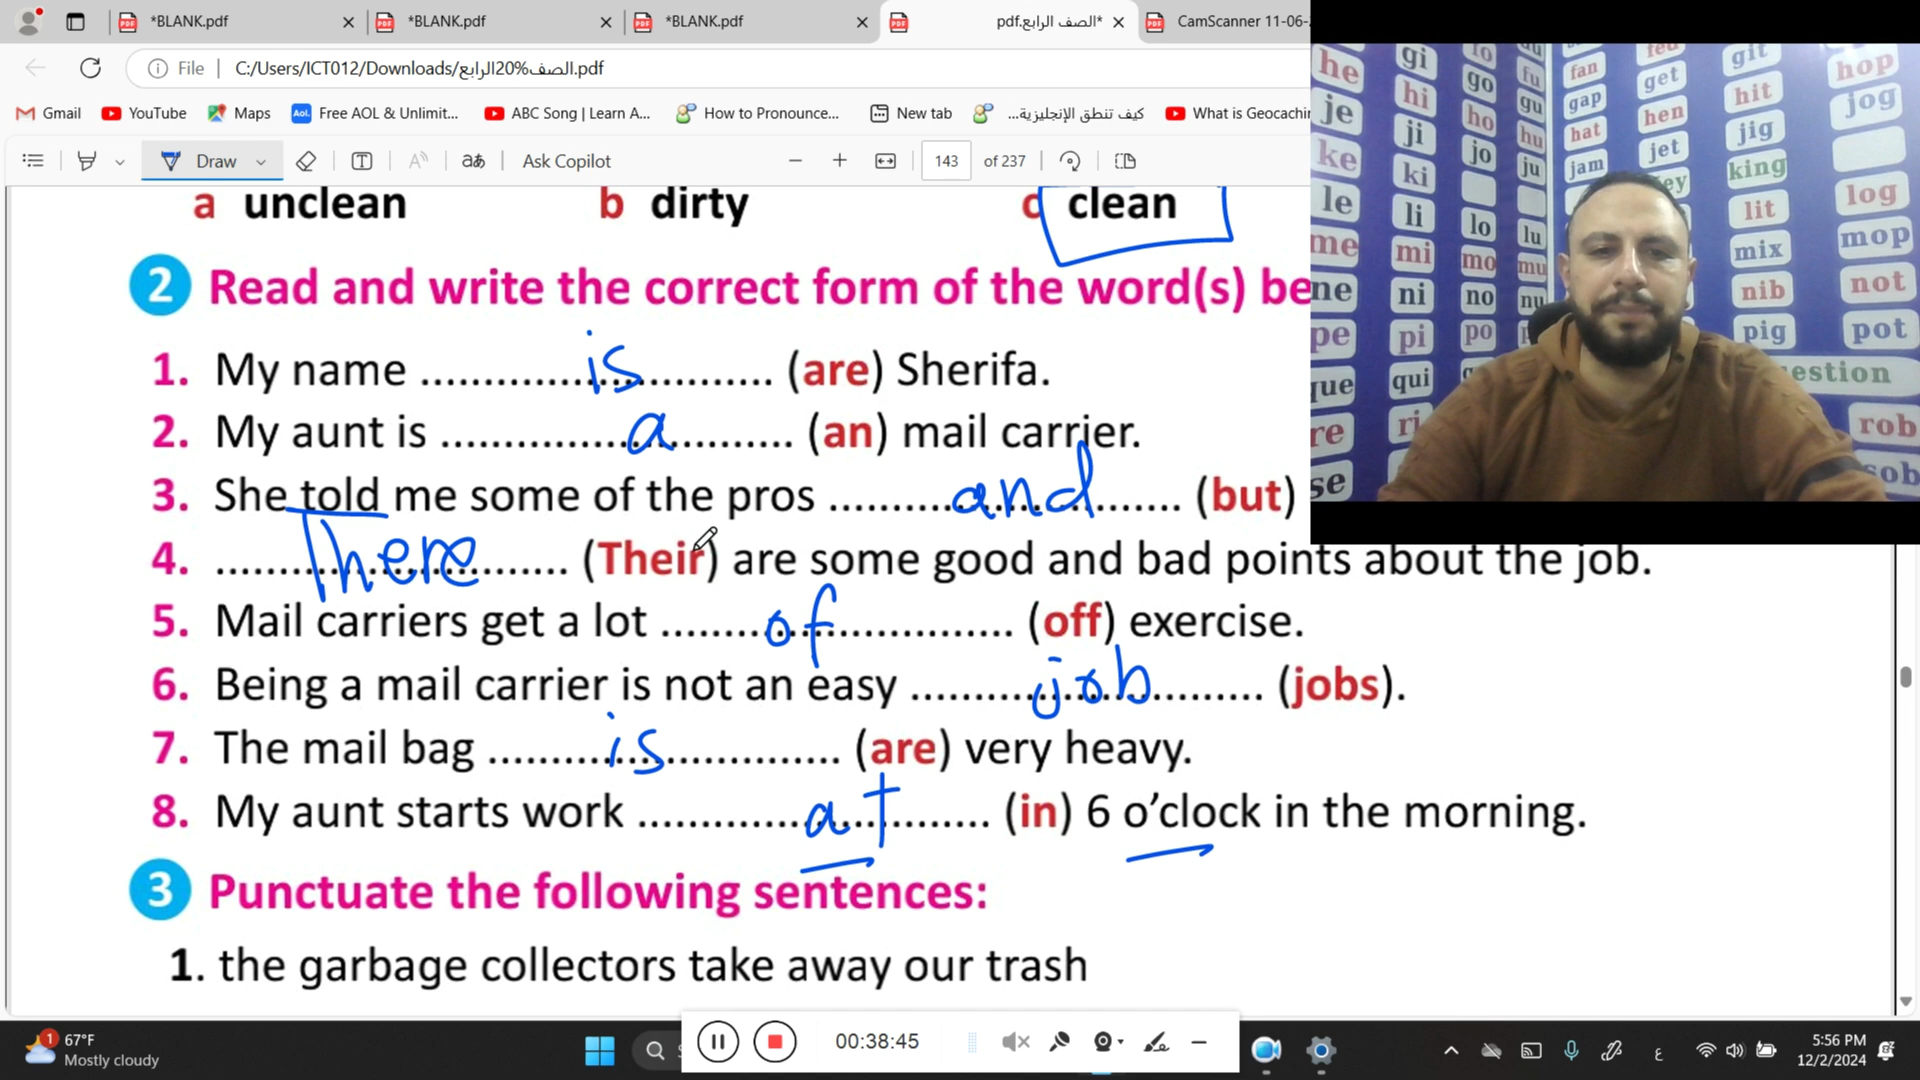 *BLANK.pdf
*BLANK.pdf
*BLANK.pdf
الصف الرابع.pdf*
CamScanner 11-06-
File
C:/Users/ICT012/Downloads/الصف%20الرابع.pdf
Gmail YouTube Maps Free AOL & Unlimit... ABC Song | Learn A... How to Pronounce... New tab كيف تنطق الإنجليزية... What is Geocachin
Draw Ask Copilot 143 of 237
a unclean b dirty c clean
2 Read and write the correct form of the word(s) be
1. My name ......is...... (are) Sherifa.
2. My aunt is ......a...... (an) mail carrier.
3. She told me some of the pros ......and...... (but)
4. ......There...... (Their) are some good and bad points about the job.
5. Mail carriers get a lot ......of...... (off) exercise.
6. Being a mail carrier is not an easy ......job...... (jobs).
7. The mail bag ......is...... (are) very heavy.
8. My aunt starts work ......at...... (in) 6 o'clock in the morning.
3 Punctuate the following sentences:
1. the garbage collectors take away our trash
he gi go fu fan get git hop
je hi gu gap hen hit jog
ji ho hu hat jig
ke ki jo ju jam jet king
le li lo lu lit log
me mi mo mu mix mop
ne ni no nu nib not
pe pi po pig pot
que qui estion
re ri rob
se sob
1 67°F
Mostly cloudy
00:38:45
5:56 PM
12/2/2024